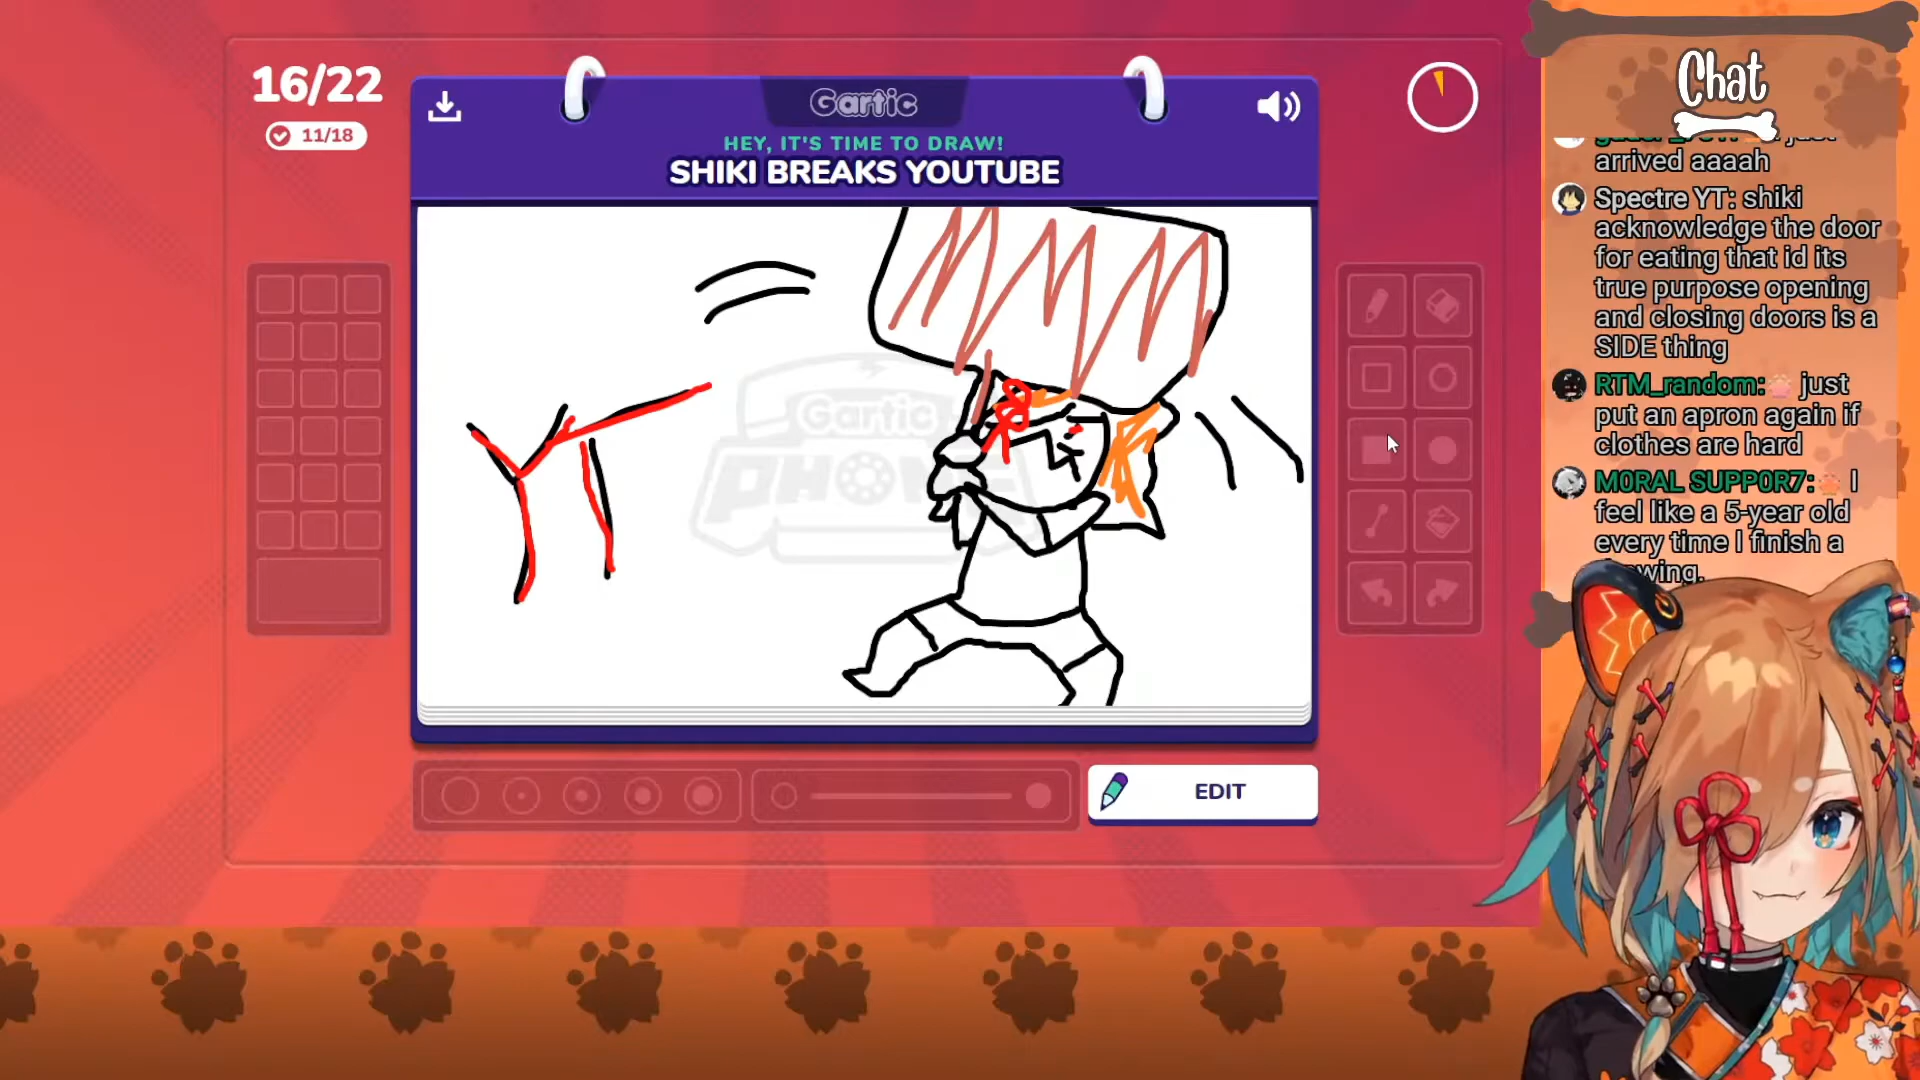 16/22
11/18
Gartic
HEY, IT'S TIME TO DRAW!
SHIKI BREAKS YOUTUBE
YT
Gartic
PHONE
EDIT
Chat
just
arrived aaaah
Spectre YT: shiki
acknowledge the door
for eating that id its
true purpose opening
and closing doors is a
SIDE thing
RTM_random: just
put an apron again if
clothes are hard
M0RAL SUPP0R7: I
feel like a 5-year old
every time I finish a